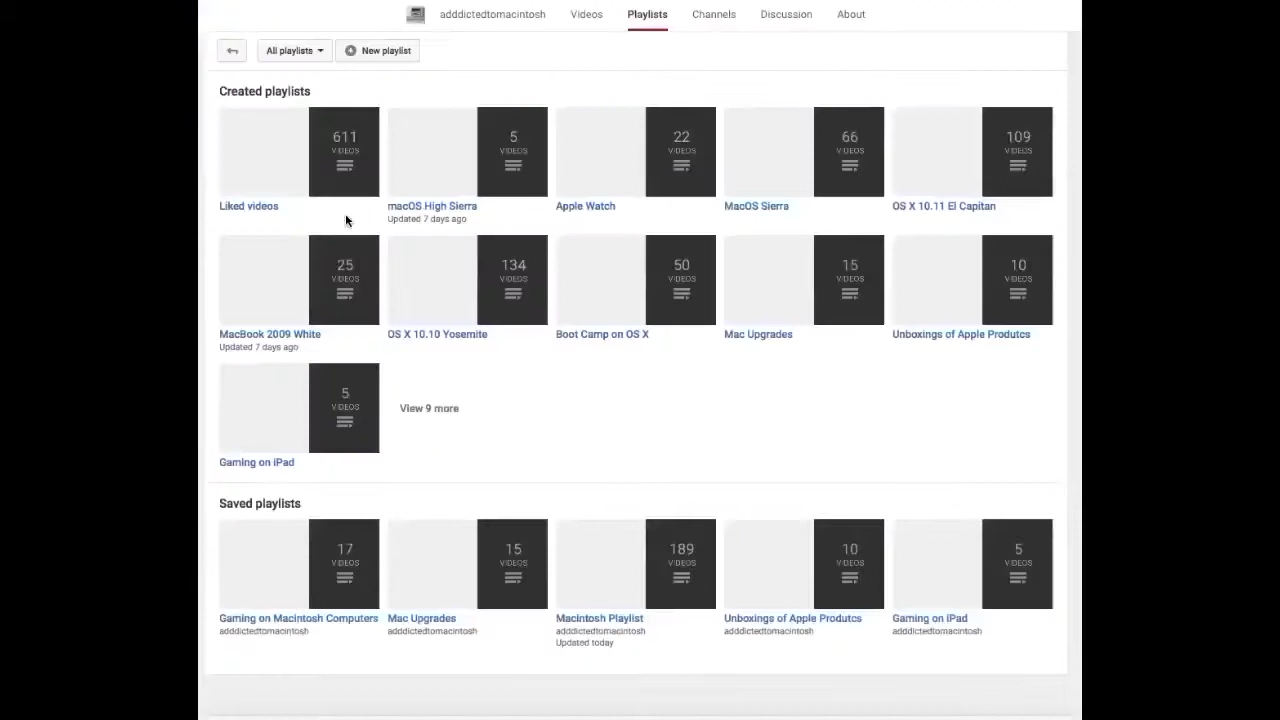 adddictedtomacintosh Videos Playlists Channels Discussion About
All playlists New playlist
Created playlists
611 VIDEOS
Liked videos
5 VIDEOS
macOS High Sierra
Updated 7 days ago
22 VIDEOS
Apple Watch
66 VIDEOS
MacOS Sierra
109 VIDEOS
OS X 10.11 El Capitan
25 VIDEOS
MacBook 2009 White
Updated 7 days ago
134 VIDEOS
OS X 10.10 Yosemite
50 VIDEOS
Boot Camp on OS X
15 VIDEOS
Mac Upgrades
10 VIDEOS
Unboxings of Apple Produtcs
5 VIDEOS
Gaming on iPad
View 9 more
Saved playlists
17 VIDEOS
Gaming on Macintosh Computers
adddictedtomacintosh
15 VIDEOS
Mac Upgrades
adddictedtomacintosh
189 VIDEOS
Macintosh Playlist
adddictedtomacintosh
Updated today
10 VIDEOS
Unboxings of Apple Produtcs
adddictedtomacintosh
5 VIDEOS
Gaming on iPad
adddictedtomacintosh